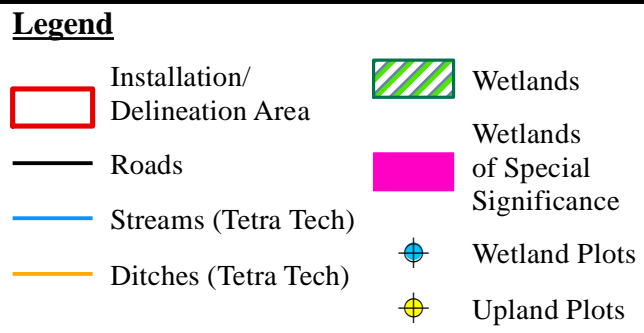 Legend
Installation/
Delineation Area
Roads
Streams (Tetra Tech)
Ditches (Tetra Tech)
Wetlands
Wetlands
of Special
Significance
Wetland Plots
Upland Plots